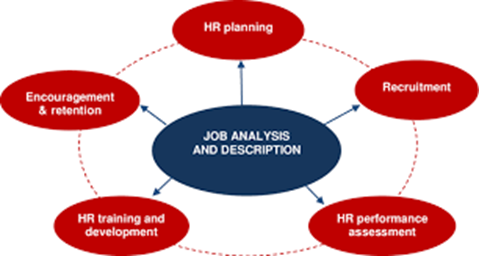 HR planning
Recruitment
Encouragement
& retention
JOB ANALYSIS
AND DESCRIPTION
HR training and
development
HR performance
assessment